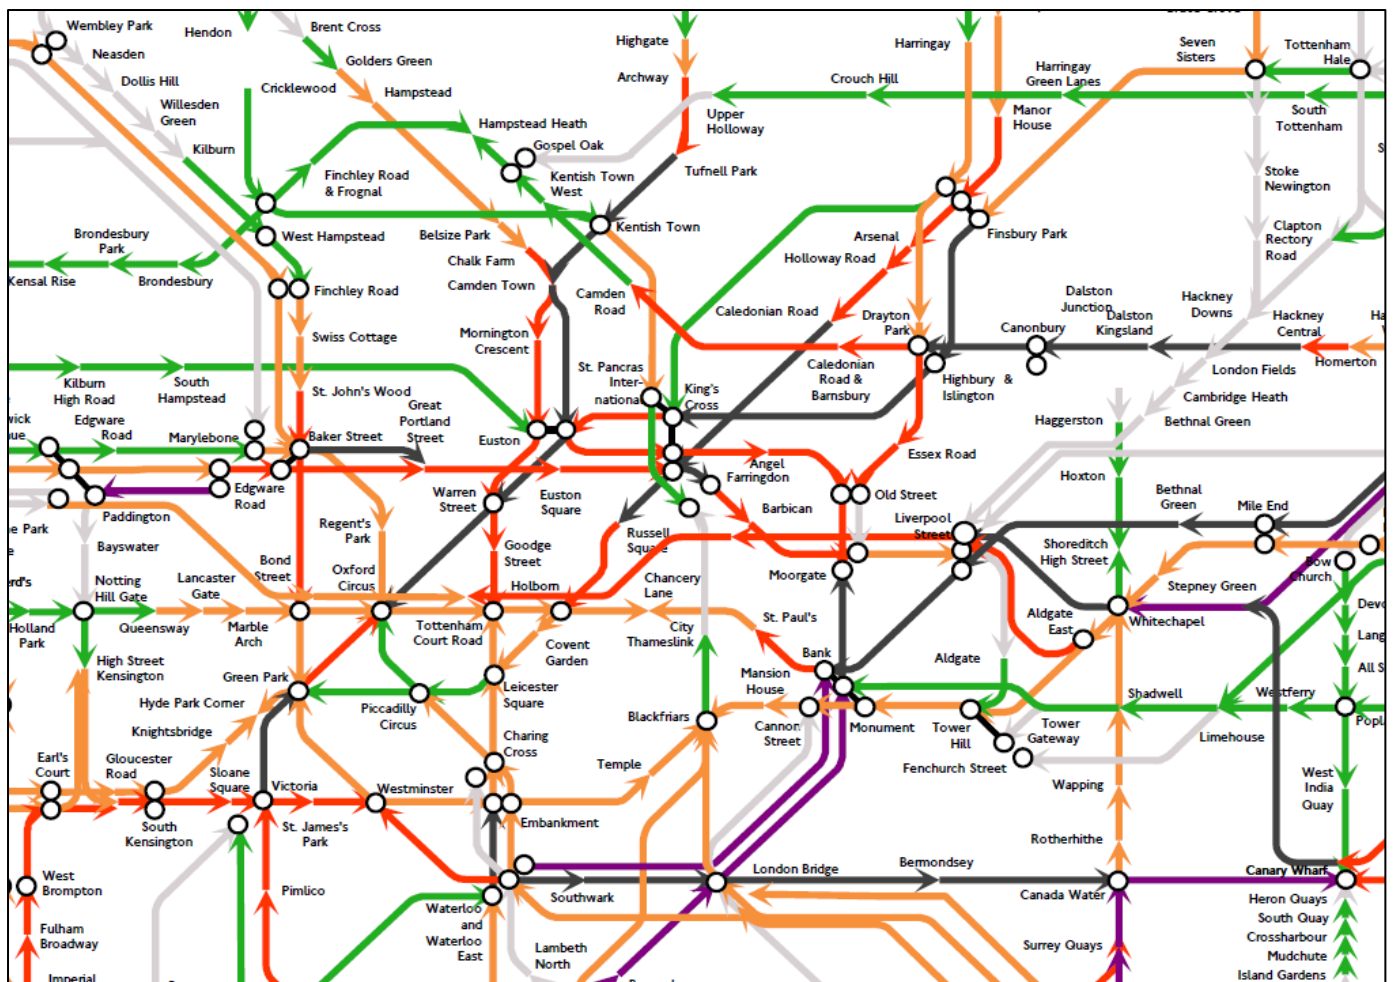 Wembley Park
Neasden
Dollis Hill
Willesden
Green
Kilburn
Hendon
Cricklewood
Brent Cross
Golders Green
Hampstead
Highgate
Archway
Harringay
Crouch Hill
Harringay
Green Lanes
Seven
Sisters
Tottenham
Hale
South
Tottenham
Manor
House
Upper
Holloway
Hampstead Heath
Gospel Oak
Kentish Town
West
Tufnell Park
Finchley Road
& Frognal
Stoke
Newington
Clapton
Rectory
Road
Kentish Town
Finsbury Park
Arsenal
Holloway Road
Brondesbury
Park
West Hampstead
Belsize Park
Chalk Farm
Camden Town
Kensal Rise
Brondesbury
Finchley Road
Camden
Road
Caledonian Road
Drayton
Park
Dalston
Junction
Dalston
Kingsland
Canonbury
Hackney
Downs
Hackney
Central
Homerton
Swiss Cottage
Mornington
Crescent
Kilburn
High Road
South
Hampstead
St. John's Wood
St. Pancras
Inter-
national
King's
Cross
Caledonian
Road &
Barnsbury
Highbury &
Islington
London Fields
Cambridge Heath
Bethnal Green
Haggerston
wick
nue
Edgware
Road
Marylebone
Great
Portland
Street
Baker Street
Euston
Essex Road
Angel
Farringdon
Hoxton
Edgware
Road
Paddington
Warren
Street
Euston
Square
Old Street
Liverpool
Street
Bethnal
Green
Mile End
Barbican
Regent's
Park
Russell
Square
e Park
Bayswater
Goodge
Street
Moorgate
Shoreditch
High Street
Bow
Church
Notting
Hill Gate
Lancaster
Gate
Bond
Street
Oxford
Circus
Holborn
Chancery
Lane
Stepney Green
Holland
Park
Queensway
Marble
Arch
Tottenham
Court Road
Covent
Garden
City
Thameslink
St. Paul's
Aldgate
East
Whitechapel
High Street
Kensington
Bank
Aldgate
Green Park
Hyde Park Corner
Knightsbridge
Piccadilly
Circus
Leicester
Square
Mansion
House
Blackfriars
Cannon
Street
Monument
Tower
Hill
Tower
Gateway
Fenchurch Street
Shadwell
Westferry
Limehouse
Charing
Cross
Temple
Earl's
Court
Gloucester
Road
Sloane
Square
Victoria
Westminster
Embankment
South
Kensington
St. James's
Park
Wapping
West
India
Quay
Rotherhithe
West
Brompton
Pimlico
London Bridge
Bermondsey
Canada Water
Canary Wharf
Southwark
Waterloo
and
Waterloo
East
Heron Quays
South Quay
Crossharbour
Mudchute
Island Gardens
Fulham
Broadway
Lambeth
North
Surrey Quays
Imperial